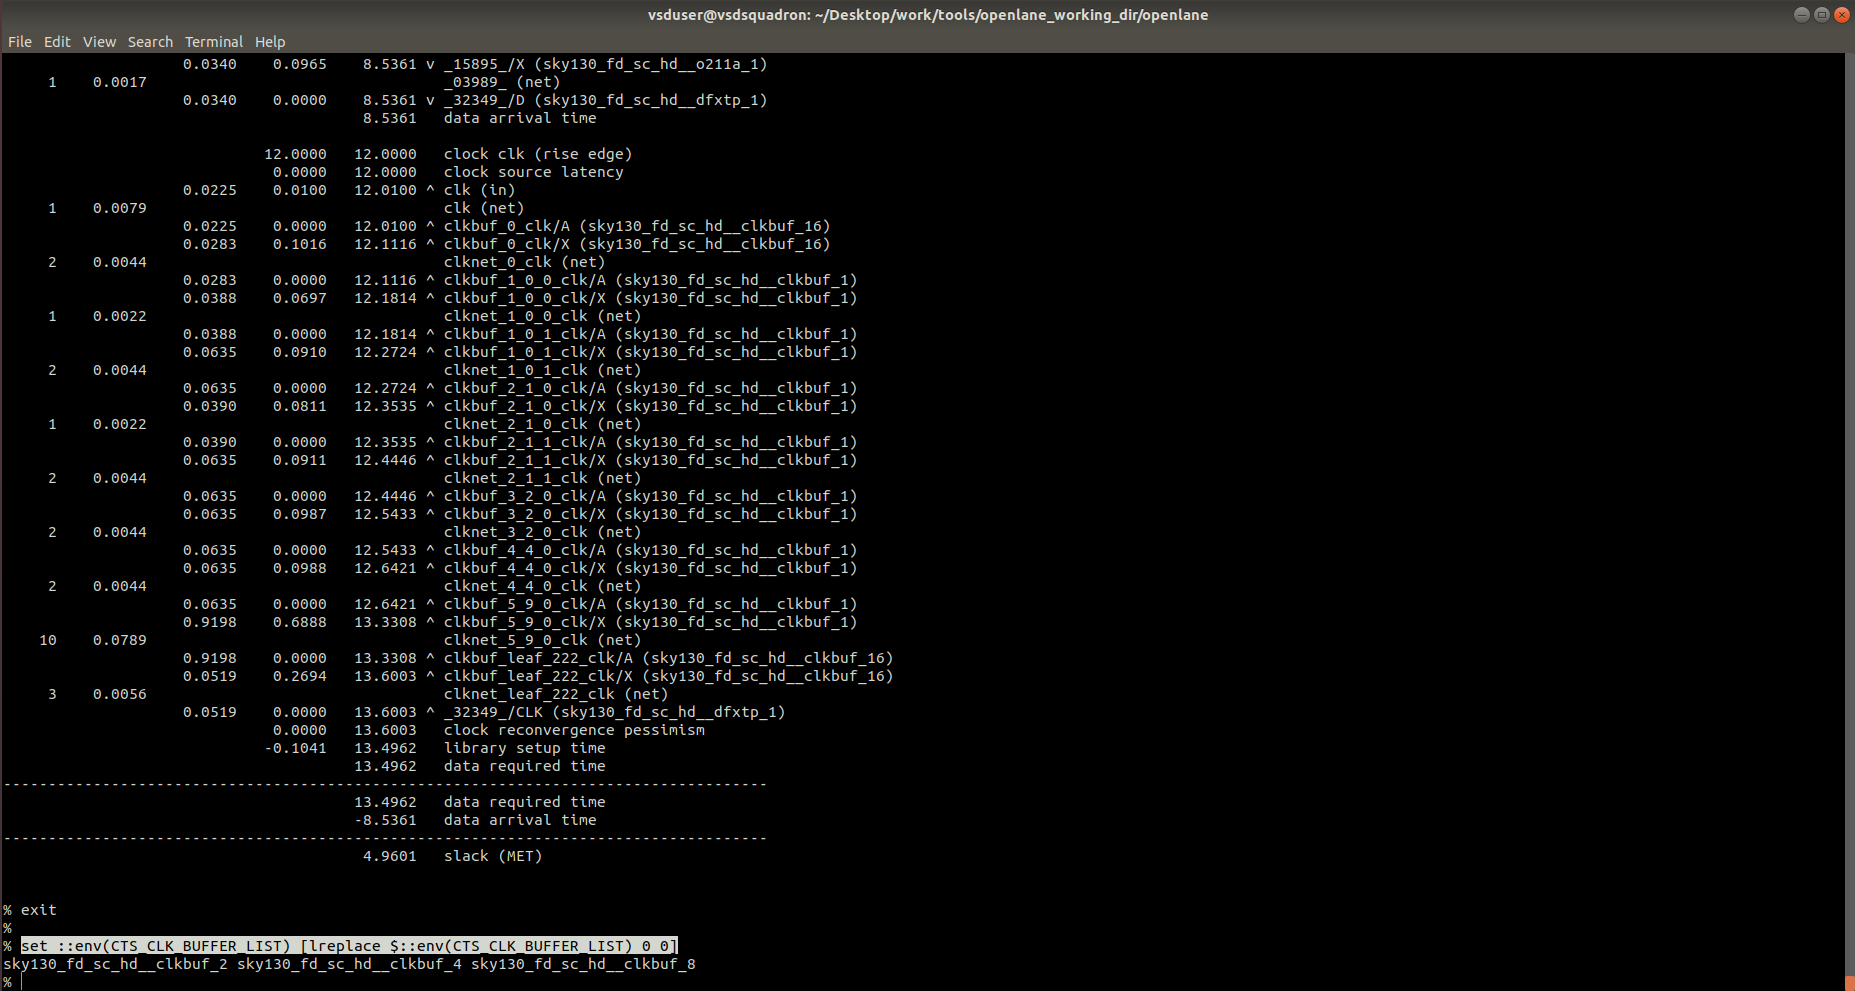 vsduser@vsdsquadron: ~/Desktop/work/tools/openlane_working_dir/openlane
File Edit View Search Terminal Help
0.0340 0.0965 8.5361 v _15895_/X (sky130_fd_sc_hd__o211a_1)
1 0.0017 _03989_ (net)
0.0340 0.0000 8.5361 v _32349_/D (sky130_fd_sc_hd__dfxtp_1)
8.5361 data arrival time
12.0000 12.0000 clock clk (rise edge)
0.0000 12.0000 clock source latency
0.0225 0.0100 12.0100 ^ clk (in)
1 0.0079 clk (net)
0.0225 0.0000 12.0100 ^ clkbuf_0_clk/A (sky130_fd_sc_hd__clkbuf_16)
0.0283 0.1016 12.1116 ^ clkbuf_0_clk/X (sky130_fd_sc_hd__clkbuf_16)
2 0.0044 clknet_0_clk (net)
0.0283 0.0000 12.1116 ^ clkbuf_1_0_0_clk/A (sky130_fd_sc_hd__clkbuf_1)
0.0388 0.0697 12.1814 ^ clkbuf_1_0_0_clk/X (sky130_fd_sc_hd__clkbuf_1)
1 0.0022 clknet_1_0_0_clk (net)
0.0388 0.0000 12.1814 ^ clkbuf_1_0_1_clk/A (sky130_fd_sc_hd__clkbuf_1)
0.0635 0.0910 12.2724 ^ clkbuf_1_0_1_clk/X (sky130_fd_sc_hd__clkbuf_1)
2 0.0044 clknet_1_0_1_clk (net)
0.0635 0.0000 12.2724 ^ clkbuf_2_1_0_clk/A (sky130_fd_sc_hd__clkbuf_1)
0.0390 0.0811 12.3535 ^ clkbuf_2_1_0_clk/X (sky130_fd_sc_hd__clkbuf_1)
1 0.0022 clknet_2_1_0_clk (net)
0.0390 0.0000 12.3535 ^ clkbuf_2_1_1_clk/A (sky130_fd_sc_hd__clkbuf_1)
0.0635 0.0911 12.4446 ^ clkbuf_2_1_1_clk/X (sky130_fd_sc_hd__clkbuf_1)
2 0.0044 clknet_2_1_1_clk (net)
0.0635 0.0000 12.4446 ^ clkbuf_3_2_0_clk/A (sky130_fd_sc_hd__clkbuf_1)
0.0635 0.0987 12.5433 ^ clkbuf_3_2_0_clk/X (sky130_fd_sc_hd__clkbuf_1)
2 0.0044 clknet_3_2_0_clk (net)
0.0635 0.0000 12.5433 ^ clkbuf_4_4_0_clk/A (sky130_fd_sc_hd__clkbuf_1)
0.0635 0.0988 12.6421 ^ clkbuf_4_4_0_clk/X (sky130_fd_sc_hd__clkbuf_1)
2 0.0044 clknet_4_4_0_clk (net)
0.0635 0.0000 12.6421 ^ clkbuf_5_9_0_clk/A (sky130_fd_sc_hd__clkbuf_1)
0.9198 0.6888 13.3308 ^ clkbuf_5_9_0_clk/X (sky130_fd_sc_hd__clkbuf_1)
10 0.0789 clknet_5_9_0_clk (net)
0.9198 0.0000 13.3308 ^ clkbuf_leaf_222_clk/A (sky130_fd_sc_hd__clkbuf_16)
0.0519 0.2694 13.6003 ^ clkbuf_leaf_222_clk/X (sky130_fd_sc_hd__clkbuf_16)
3 0.0056 clknet_leaf_222_clk (net)
0.0519 0.0000 13.6003 ^ _32349_/CLK (sky130_fd_sc_hd__dfxtp_1)
0.0000 13.6003 clock reconvergence pessimism
-0.1041 13.4962 library setup time
13.4962 data required time
-------------------------------------------------------------------------------------
13.4962 data required time
-8.5361 data arrival time
-------------------------------------------------------------------------------------
4.9601 slack (MET)
% exit
%
% set ::env(CTS_CLK_BUFFER_LIST) [lreplace $::env(CTS_CLK_BUFFER_LIST) 0 0]
sky130_fd_sc_hd__clkbuf_2 sky130_fd_sc_hd__clkbuf_4 sky130_fd_sc_hd__clkbuf_8
%